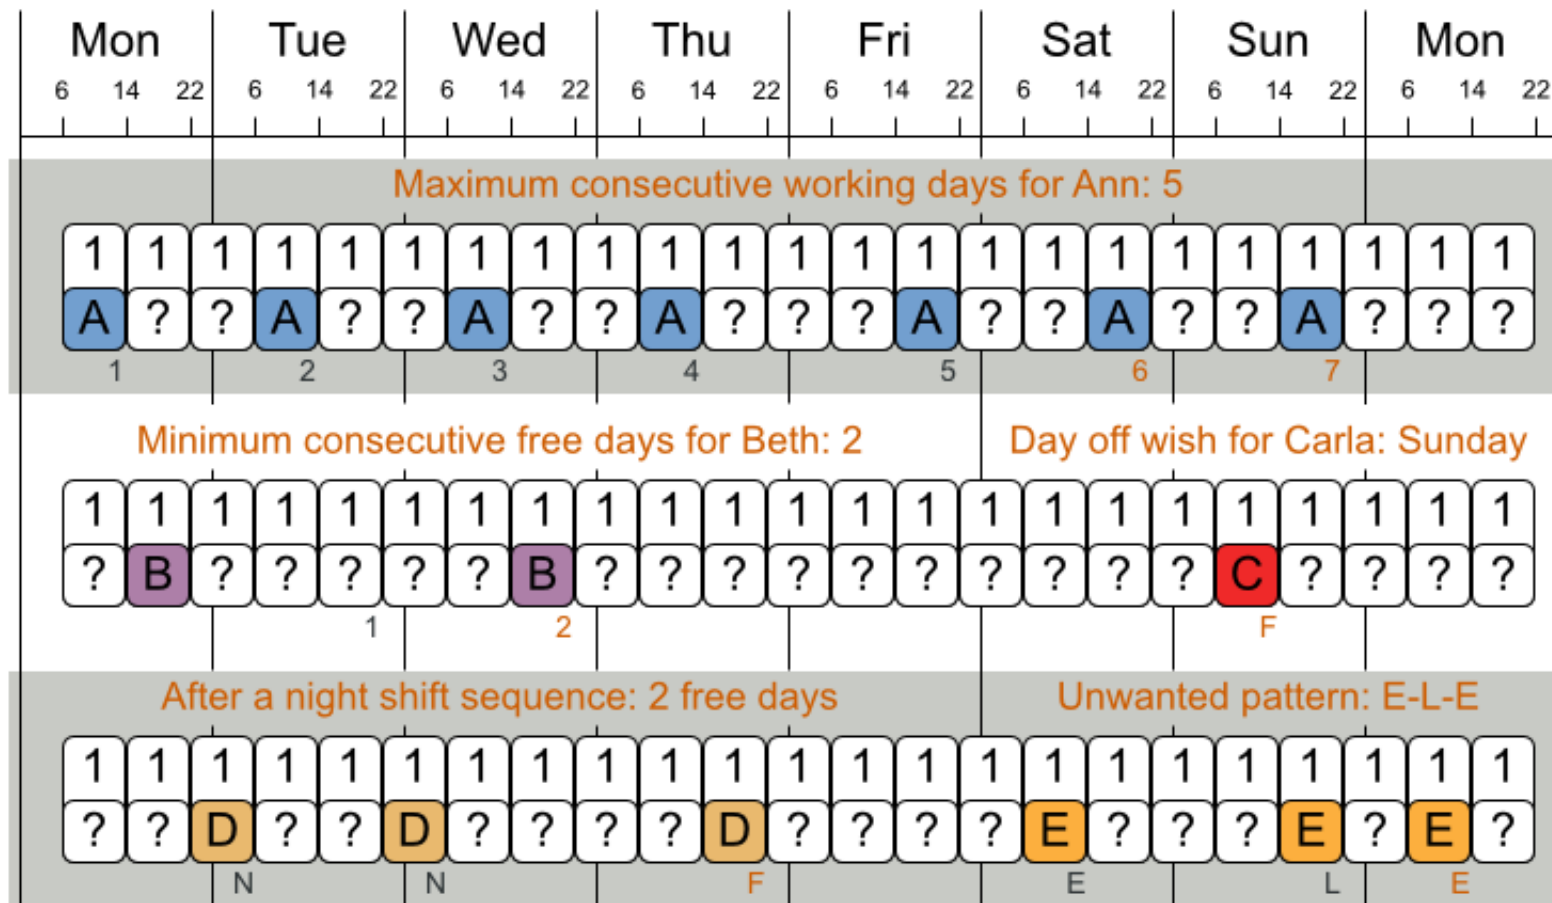 Mon Tue Wed Thu Fri Sat Sun Mon
6 14 22 6 14 22 6 14 22 6 14 22 6 14 22 6 14 22 6 14 22 6 14 22
Maximum consecutive working days for Ann: 5
1 1 1 1 1 1 1 1 1 1 1 1 1 1 1 1 1 1 1 1 1 1 1
A ? ? A ? ? A ? ? A ? ? ? A ? ? A ? ? A ? ? ?
1 2 3 4 5 6 7
Minimum consecutive free days for Beth: 2 Day off wish for Carla: Sunday
1 1 1 1 1 1 1 1 1 1 1 1 1 1 1 1 1 1 1 1 1 1 1
? B ? ? ? ? ? B ? ? ? ? ? ? ? ? ? ? C ? ? ? ?
1 2 F
After a night shift sequence: 2 free days Unwanted pattern: E-L-E
1 1 1 1 1 1 1 1 1 1 1 1 1 1 1 1 1 1 1 1 1 1 1
? ? D ? ? D ? ? ? ? D ? ? ? ? E ? ? ? E ? E ?
N N F E L E